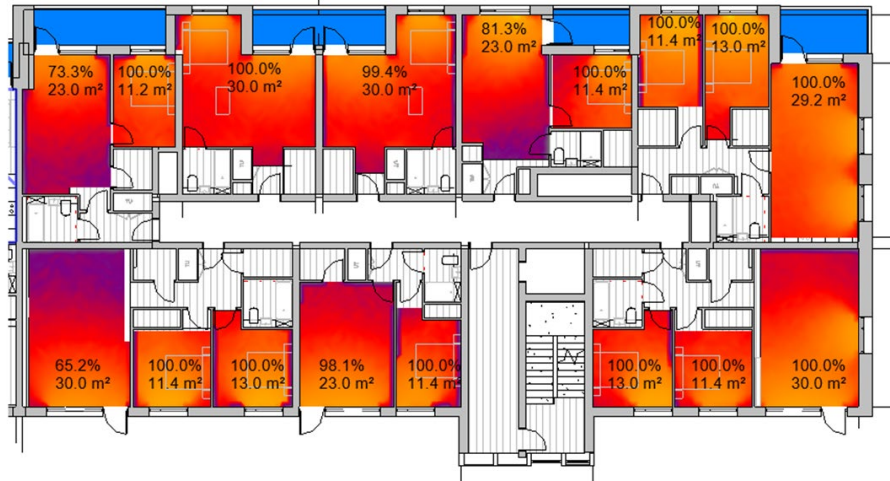 73.3%
23.0 m²
100.0%
11.2 m²
100.0%
30.0 m²
99.4%
30.0 m²
81.3%
23.0 m²
100.0%
11.4 m²
100.0%
11.4 m²
100.0%
13.0 m²
100.0%
29.2 m²
65.2%
30.0 m²
100.0%
11.4 m²
100.0%
13.0 m²
98.1%
23.0 m²
100.0%
11.4 m²
100.0%
13.0 m²
100.0%
11.4 m²
100.0%
30.0 m²